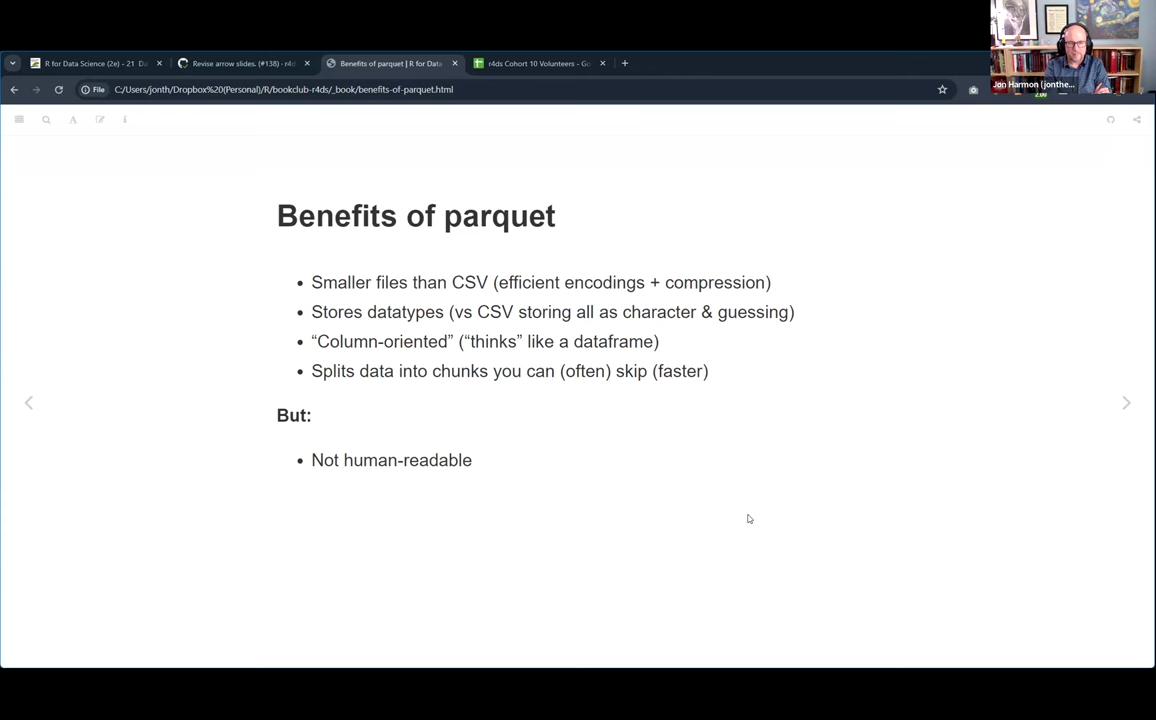 R for Data Science (2e) - 21 Da
Revise arrow slides. (#138) · r4d
Benefits of parquet | R for Data
r4ds Cohort 10 Volunteers - Go
File
C:/Users/jonth/Dropbox%20(Personal)/R/bookclub-r4ds/_book/benefits-of-parquet.html
Jon Harmon (jonthe...
2.00
Benefits of parquet
• Smaller files than CSV (efficient encodings + compression)
• Stores datatypes (vs CSV storing all as character & guessing)
• “Column-oriented” (“thinks” like a dataframe)
• Splits data into chunks you can (often) skip (faster)
But:
• Not human-readable